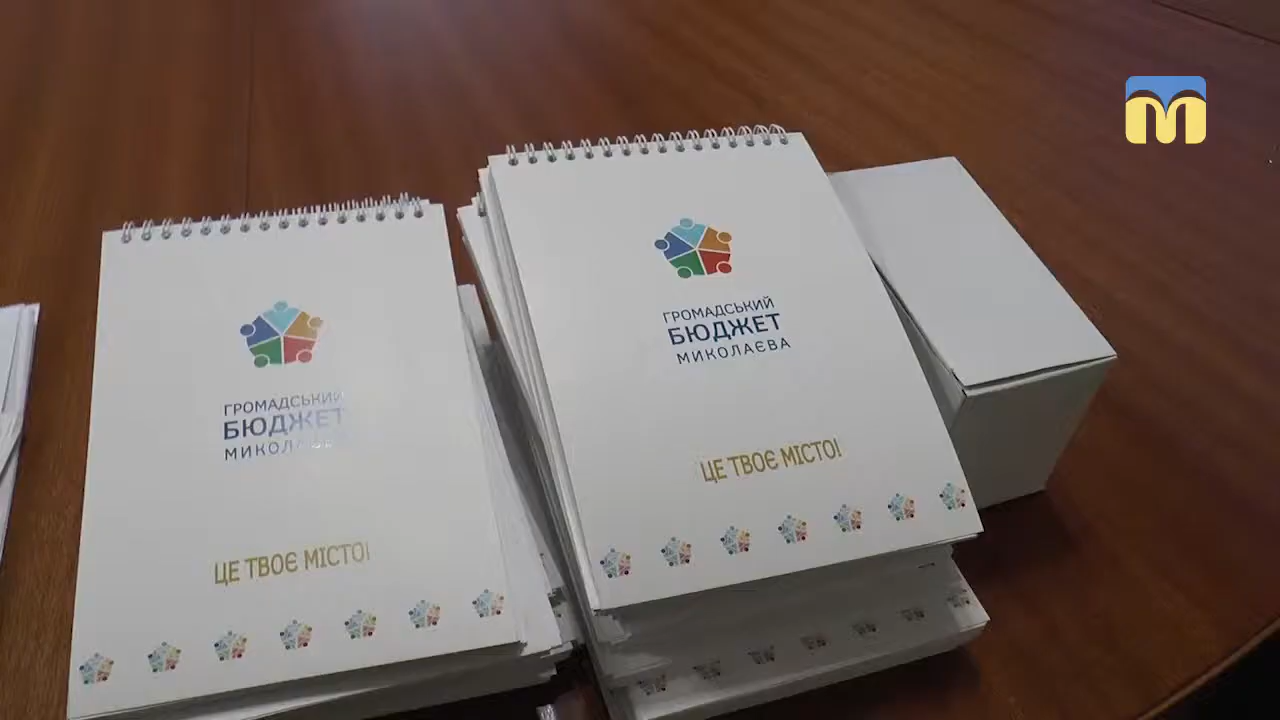 ГРОМАДСЬКИЙ
БЮДЖЕТ
МИКОЛАЄВА
ЦЕ ТВОЄ МІСТО!
ГРОМАДСЬКИЙ
БЮДЖЕТ
ЦЕ ТВОЄ МІСТО!